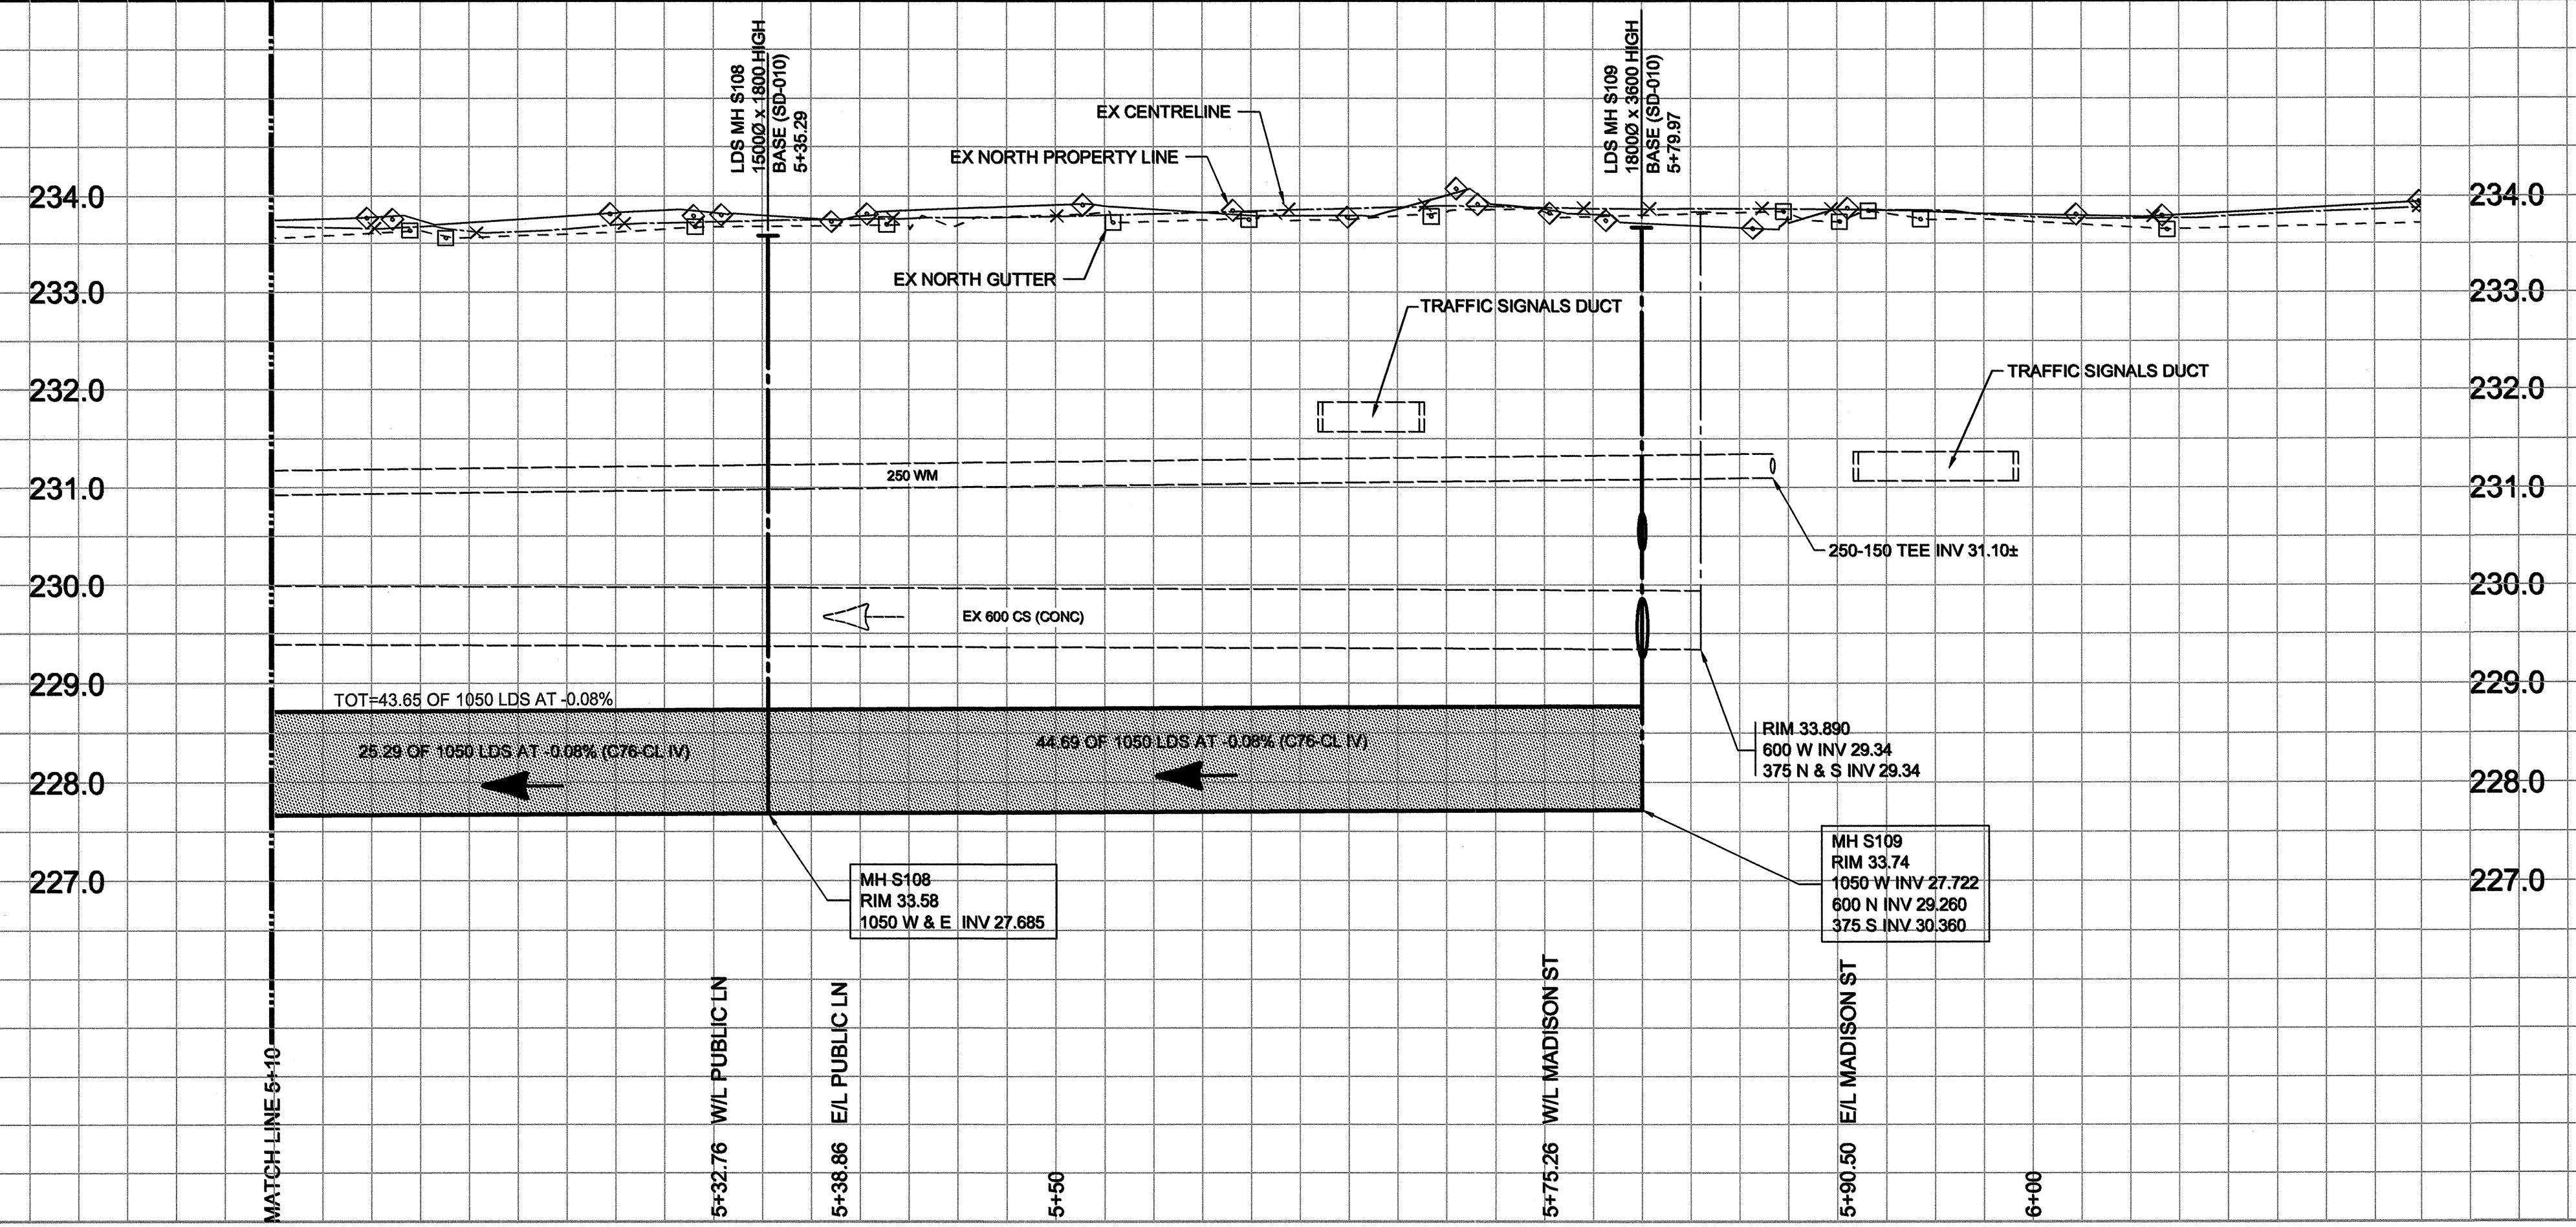 LDS MH S108
1500Ø x 1800 HIGH
BASE (SD-010)
5+35.29
LDS MH S109
1800Ø x 3600 HIGH
BASE (SD-010)
5+79.97
EX CENTRELINE
EX NORTH PROPERTY LINE
234.0
234.0
EX NORTH GUTTER
233.0
233.0
TRAFFIC SIGNALS DUCT
TRAFFIC SIGNALS DUCT
232.0
232.0
250 WM
231.0
231.0
250-150 TEE INV 31.10±
230.0
230.0
EX 600 CS (CONC)
229.0
229.0
TOT=43.65 OF 1050 LDS AT -0.08%
25.29 OF 1050 LDS AT -0.08% (C76-CL IV)
44.69 OF 1050 LDS AT -0.08% (C76-CL IV)
RIM 33.890
600 W INV 29.34
375 N & S INV 29.34
228.0
228.0
MH S108
RIM 33.58
1050 W & E INV 27.685
MH S109
RIM 33.74
1050 W INV 27.722
600 N INV 29.260
375 S INV 30.360
227.0
227.0
MATCH LINE 5+10
5+32.76 W/L PUBLIC LN
5+38.86 E/L PUBLIC LN
5+50
5+75.26 W/L MADISON ST
5+90.50 E/L MADISON ST
6+00